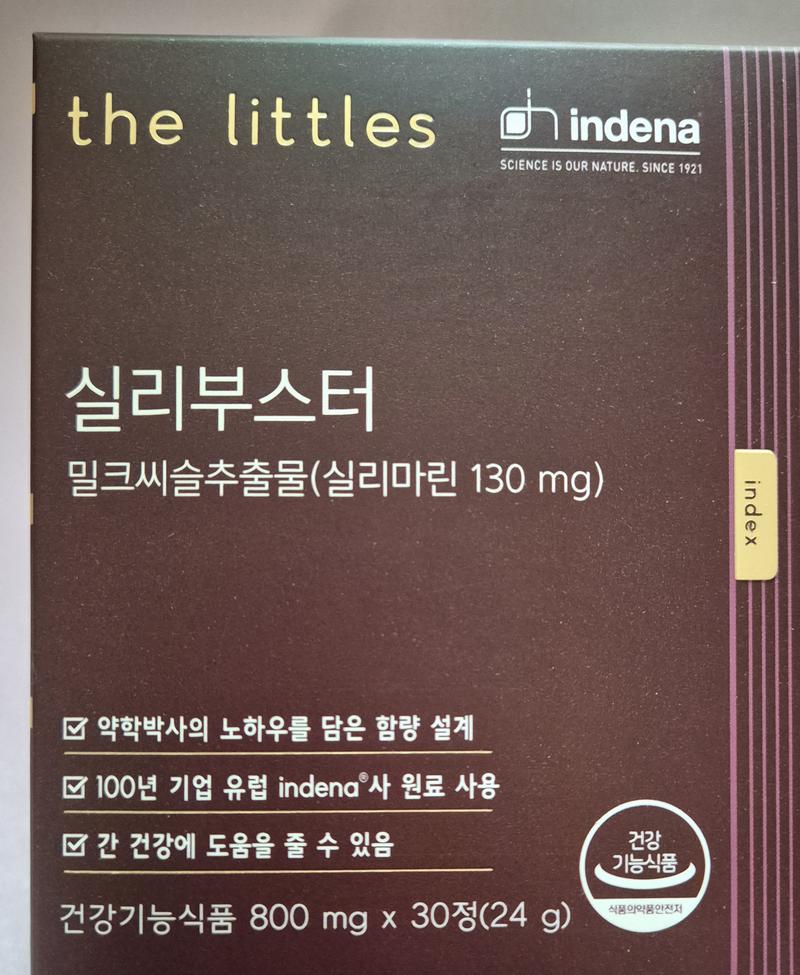 the littles
indena
SCIENCE IS OUR NATURE. SINCE 1921
실리부스터
밀크씨슬추출물(실리마린 130 mg)
index
☑ 약학박사의 노하우를 담은 함량 설계
☑ 100년 기업 유럽 indena®사 원료 사용
☑ 간 건강에 도움을 줄 수 있음
건강
기능식품
식품의약품안전처
건강기능식품 800 mg x 30정(24 g)